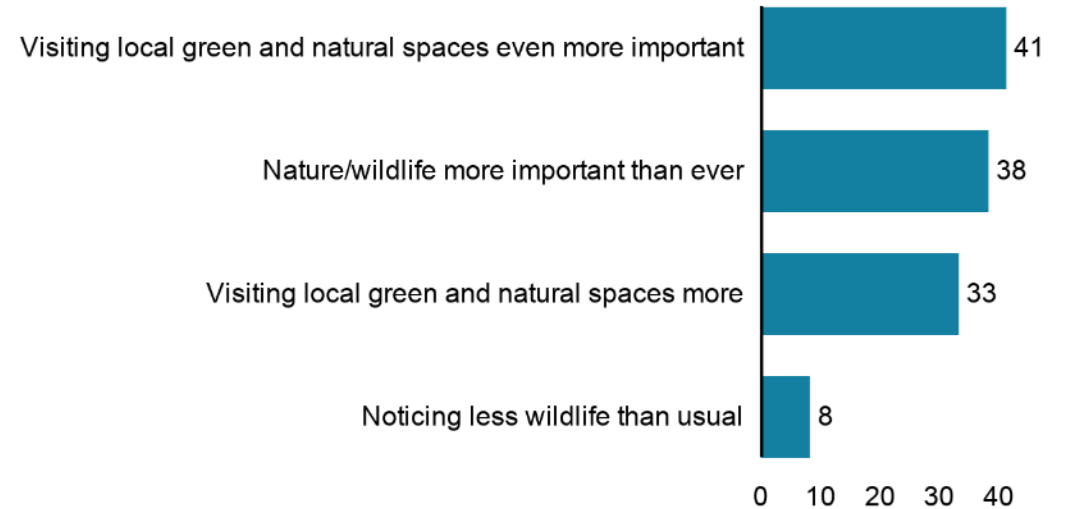 Visiting local green and natural spaces even more important 41
Nature/wildlife more important than ever 38
Visiting local green and natural spaces more 33
Noticing less wildlife than usual 8
0 10 20 30 40